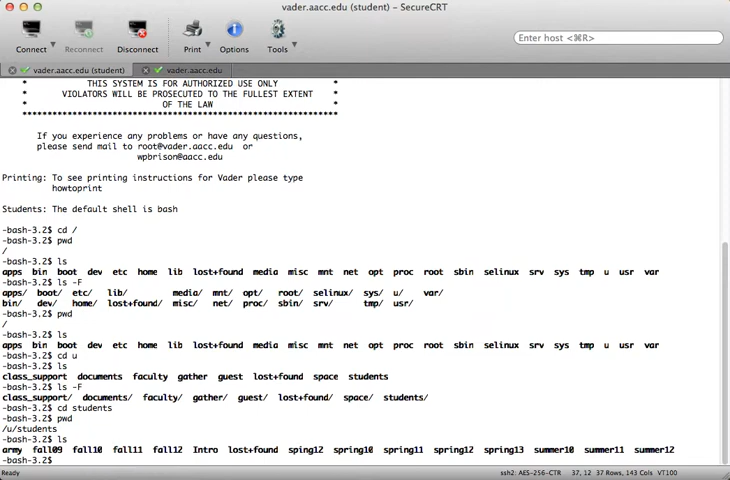 vader.aacc.edu (student) – SecureCRT
Connect Reconnect Disconnect Print Options Tools
Enter host <⌘R>
vader.aacc.edu (student) vader.aacc.edu
* THIS SYSTEM IS FOR AUTHORIZED USE ONLY *
* VIOLATORS WILL BE PROSECUTED TO THE FULLEST EXTENT *
* OF THE LAW *
************************************************************
If you experience any problems or have any questions,
please send mail to root@vader.aacc.edu or
wpbrison@aacc.edu
Printing: To see printing instructions for Vader please type
howtoprint
Students: The default shell is bash
-bash-3.2$ cd /
-bash-3.2$ pwd
/
-bash-3.2$ ls
apps bin boot dev etc home lib lost+found media misc mnt net opt proc root sbin selinux srv sys tmp u usr var
-bash-3.2$ ls -F
apps/ boot/ etc/ lib/ media/ mnt/ opt/ root/ selinux/ sys/ u/ var/
bin/ dev/ home/ lost+found/ misc/ net/ proc/ sbin/ srv/ tmp/ usr/
-bash-3.2$ pwd
/
-bash-3.2$ ls
apps bin boot dev etc home lib lost+found media misc mnt net opt proc root sbin selinux srv sys tmp u usr var
-bash-3.2$ cd u
-bash-3.2$ ls
class_support documents faculty gather guest lost+found space students
-bash-3.2$ ls -F
class_support/ documents/ faculty/ gather/ guest/ lost+found/ space/ students/
-bash-3.2$ cd students
-bash-3.2$ pwd
/u/students
-bash-3.2$ ls
army fall09 fall10 fall11 fall12 Intro lost+found sping12 spring10 spring11 spring12 spring13 summer10 summer11 summer12
-bash-3.2$
Ready ssh2: AES-256-CTR 37, 12 37 Rows, 143 Cols VT100